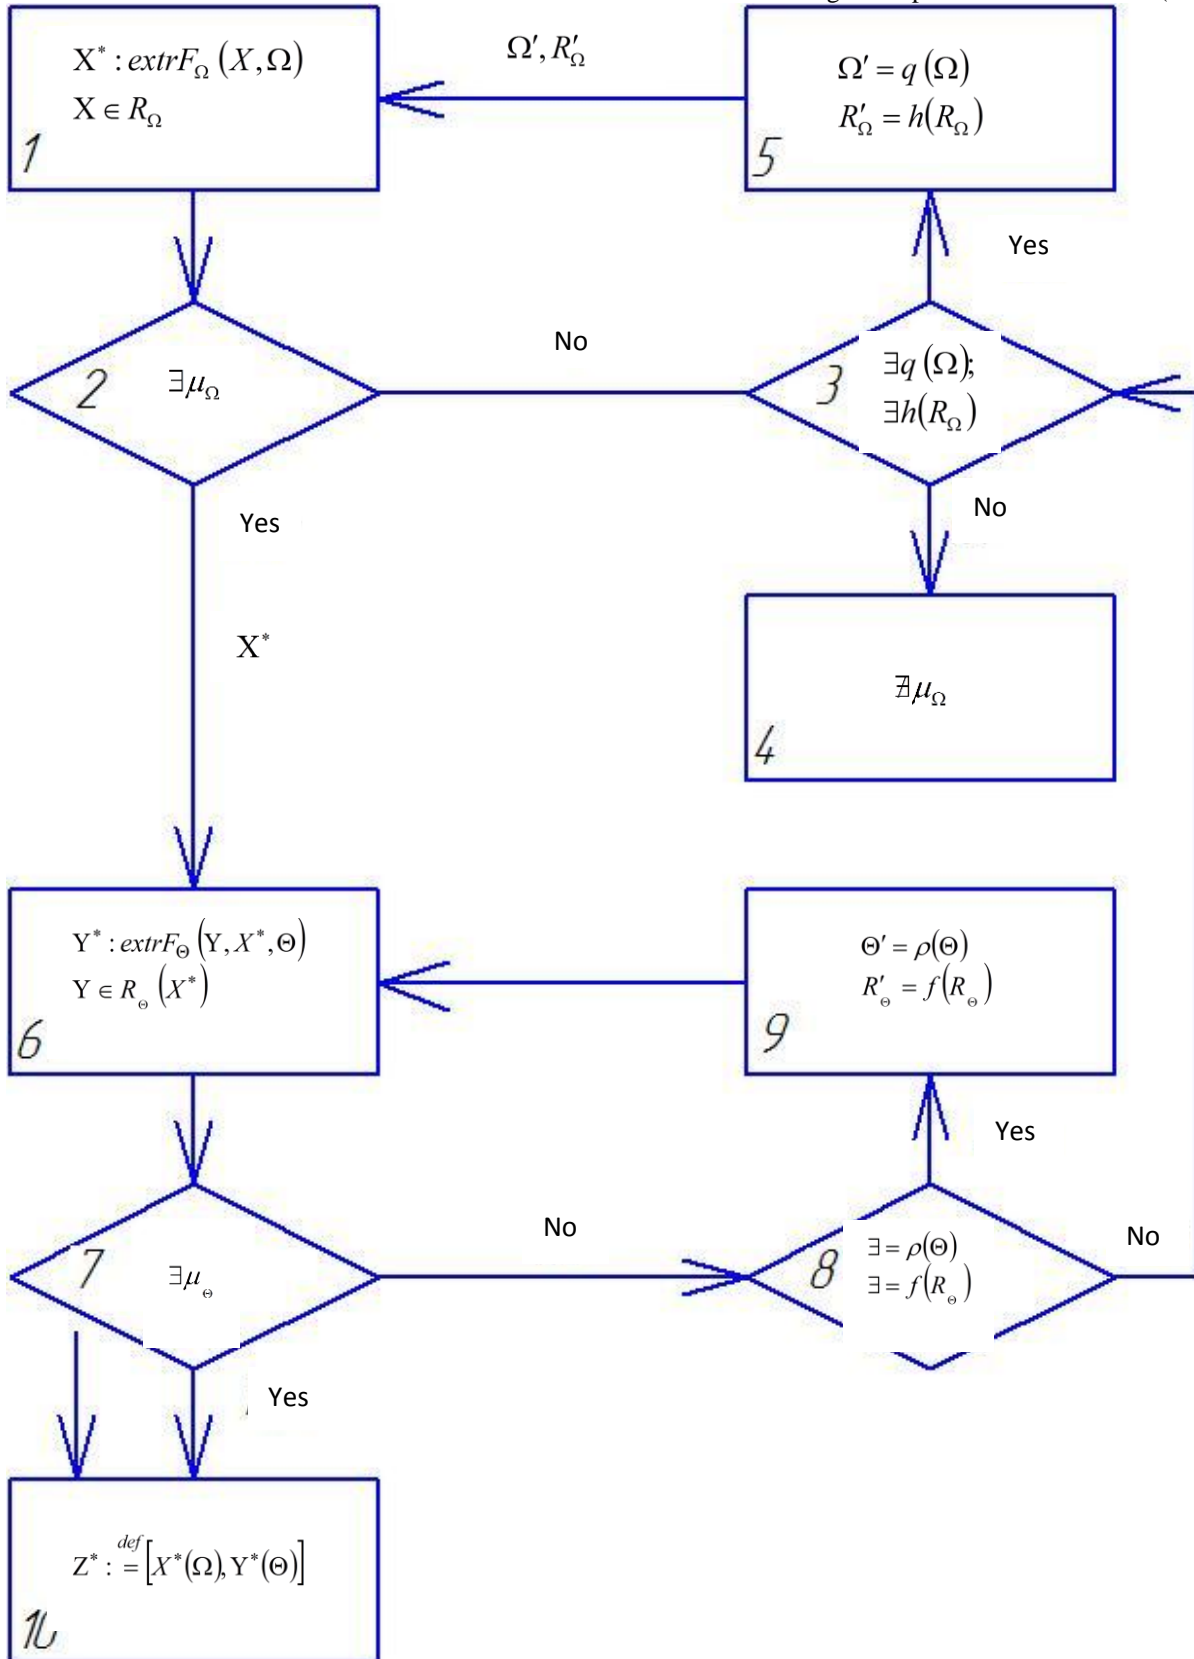 X* : extrF_Ω (X, Ω)
X ∈ R_Ω
1
Ω′, R′_Ω
Ω′ = q (Ω)
R′_Ω = h(R_Ω)
5
Yes
2
∃μ_Ω
No
3
∃q (Ω);
∃h(R_Ω)
Yes
No
X*
∄μ_Ω
4
Y* : extrF_Θ (Y, X*, Θ)
Y ∈ R_Θ (X*)
6
Θ′ = ρ(Θ)
R′_Θ = f(R_Θ)
9
Yes
7
∃μ_Θ
No
8
∃ = ρ(Θ)
∃ = f(R_Θ)
No
Yes
Z* : def= [X*(Ω), Y*(Θ)]
10